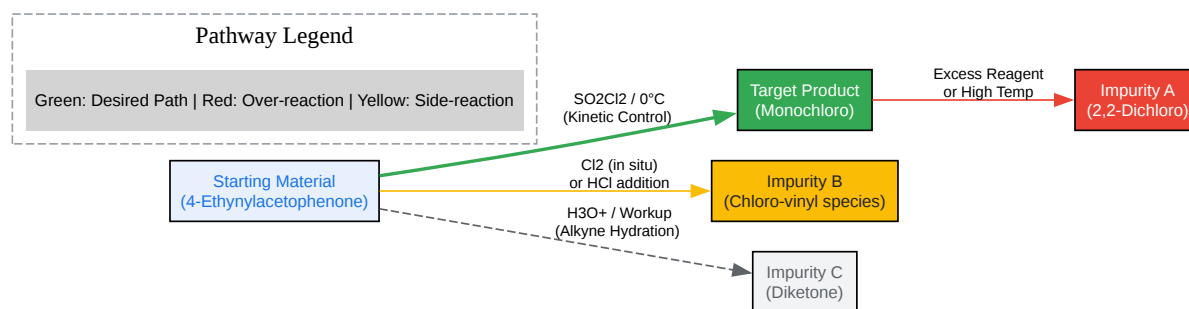 Pathway Legend
Green: Desired Path | Red: Over-reaction | Yellow: Side-reaction
SO2Cl2 / 0°C
(Kinetic Control)
Target Product
(Monochloro)
Excess Reagent
or High Temp
Impurity A
(2,2-Dichloro)
Starting Material
(4-Ethynylacetophenone)
Cl2 (in situ)
or HCl addition
Impurity B
(Chloro-vinyl species)
H3O+ / Workup
(Alkyne Hydration)
Impurity C
(Diketone)